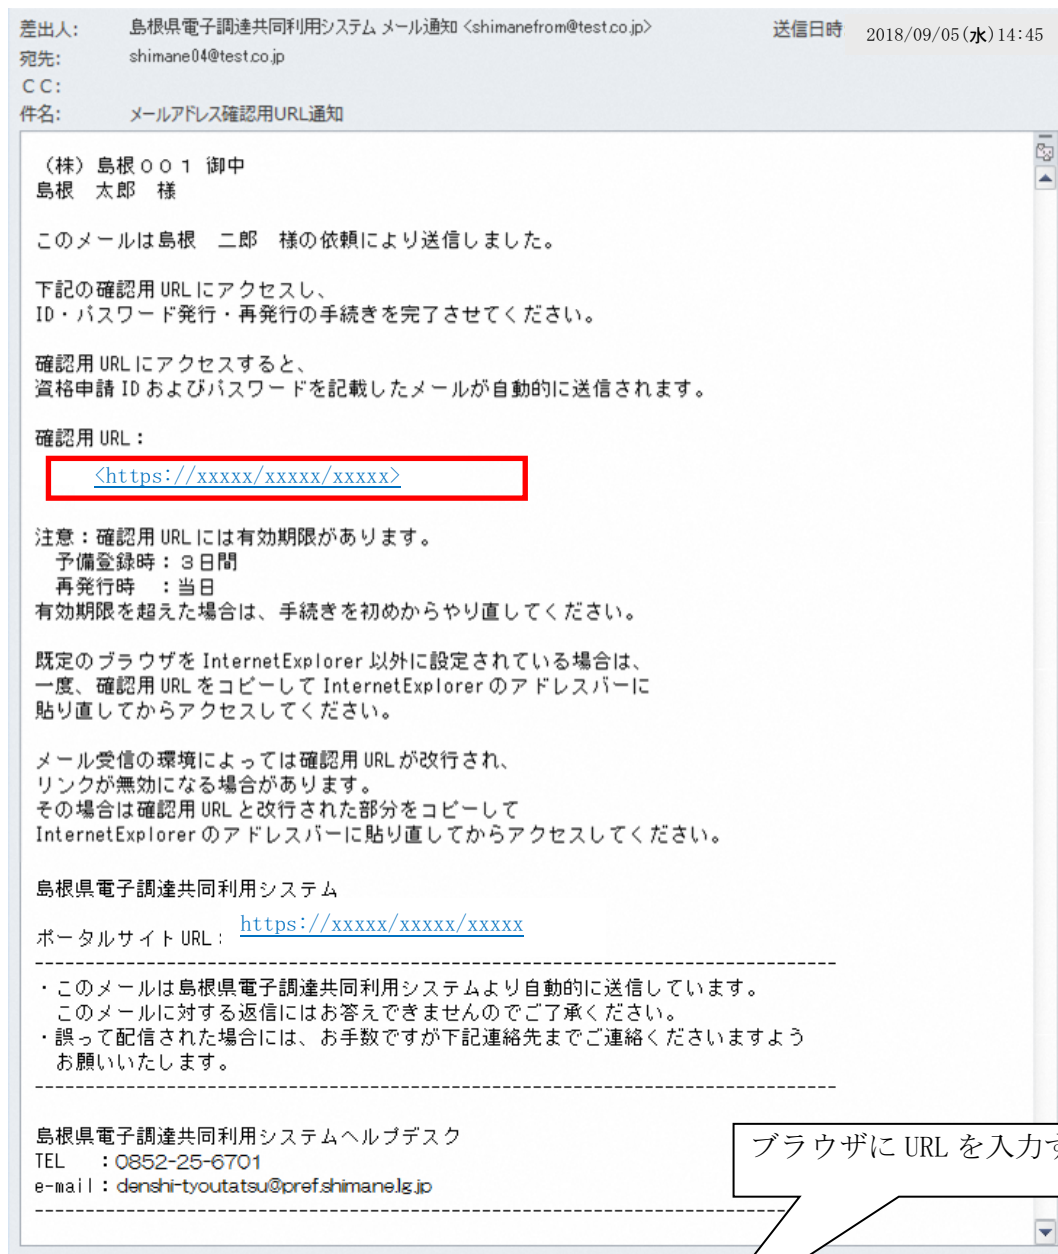 差出人: 島根県電子調達共同利用システム メール通知 <shimanefrom@test.co.jp> 送信日時 2018/09/05(水)14:45
宛先: shimane04@test.co.jp
CC:
件名: メールアドレス確認用URL通知
(株)島根001 御中
島根 太郎 様
このメールは島根 二郎 様の依頼により送信しました。
下記の確認用URLにアクセスし、
ID・パスワード発行・再発行の手続きを完了させてください。
確認用URLにアクセスすると、
資格申請IDおよびパスワードを記載したメールが自動的に送信されます。
確認用URL:
<https://xxxxx/xxxxx/xxxxx>
注意:確認用URLには有効期限があります。
予備登録時:3日間
再発行時 :当日
有効期限を超えた場合は、手続きを初めからやり直してください。
既定のブラウザをInternetExplorer以外に設定されている場合は、
一度、確認用URLをコピーしてInternetExplorerのアドレスバーに
貼り直してからアクセスしてください。
メール受信の環境によっては確認用URLが改行され、
リンクが無効になる場合があります。
その場合は確認用URLと改行された部分をコピーして
InternetExplorerのアドレスバーに貼り直してからアクセスしてください。
島根県電子調達共同利用システム
ポータルサイトURL: https://xxxxx/xxxxx/xxxxx
--------------------------------------------------------------------------------
・このメールは島根県電子調達共同利用システムより自動的に送信しています。
このメールに対する返信にはお答えできませんのでご了承ください。
・誤って配信された場合には、お手数ですが下記連絡先までご連絡くださいますよう
お願いいたします。
--------------------------------------------------------------------------------
島根県電子調達共同利用システムヘルプデスク
TEL :0852-25-6701
e-mail:denshi-tyoutatsu@pref.shimane.lg.jp
--------------------------------------------------------------------------------
ブラウザに URL を入力す